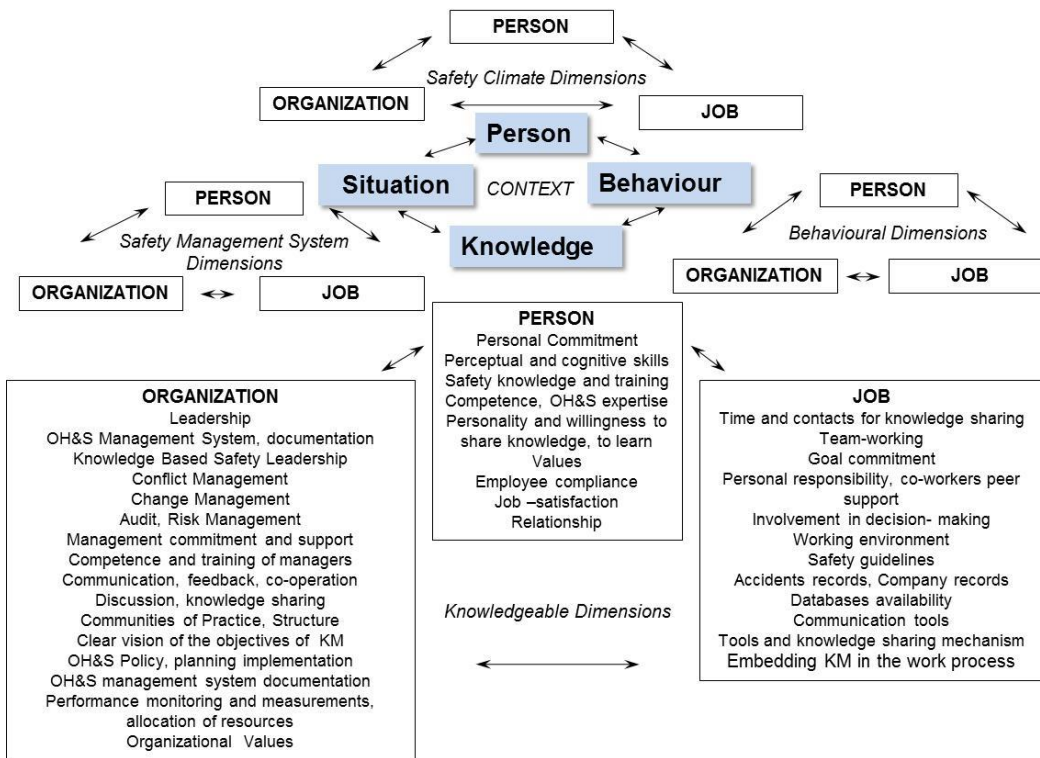 PERSON
Safety Climate Dimensions
ORGANIZATION
JOB
Person
Situation
CONTEXT
Behaviour
Knowledge
PERSON
Safety Management System
Dimensions
ORGANIZATION
JOB
PERSON
Behavioural Dimensions
ORGANIZATION
JOB
PERSON
Personal Commitment
Perceptual and cognitive skills
Safety knowledge and training
Competence, OH&S expertise
Personality and willingness to
share knowledge, to learn
Values
Employee compliance
Job –satisfaction
Relationship
ORGANIZATION
Leadership
OH&S Management System, documentation
Knowledge Based Safety Leadership
Conflict Management
Change Management
Audit, Risk Management
Management commitment and support
Competence and training of managers
Communication, feedback, co-operation
Discussion, knowledge sharing
Communities of Practice, Structure
Clear vision of the objectives of KM
OH&S Policy, planning implementation
OH&S management system documentation
Performance monitoring and measurements,
allocation of resources
Organizational Values
JOB
Time and contacts for knowledge sharing
Team-working
Goal commitment
Personal responsibility, co-workers peer
support
Involvement in decision- making
Working environment
Safety guidelines
Accidents records, Company records
Databases availability
Communication tools
Tools and knowledge sharing mechanism
Embedding KM in the work process
Knowledgeable Dimensions